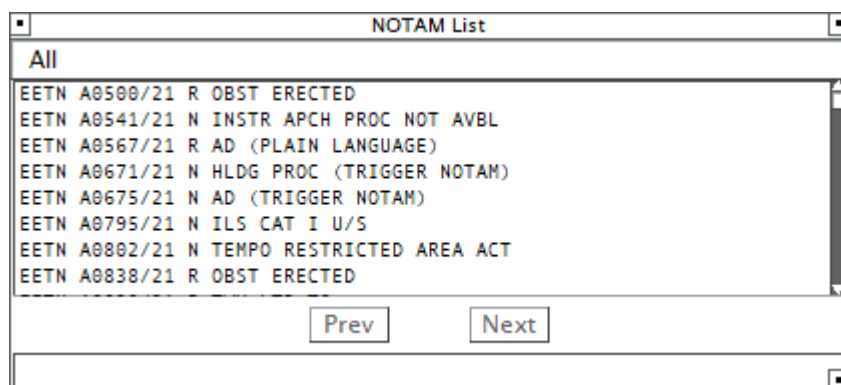 NOTAM List
All
EETN A0500/21 R OBST ERECTED
EETN A0541/21 N INSTR APCH PROC NOT AVBL
EETN A0567/21 R AD (PLAIN LANGUAGE)
EETN A0671/21 N HLDG PROC (TRIGGER NOTAM)
EETN A0675/21 N AD (TRIGGER NOTAM)
EETN A0795/21 N ILS CAT I U/S
EETN A0802/21 N TEMPO RESTRICTED AREA ACT
EETN A0838/21 R OBST ERECTED
Prev Next